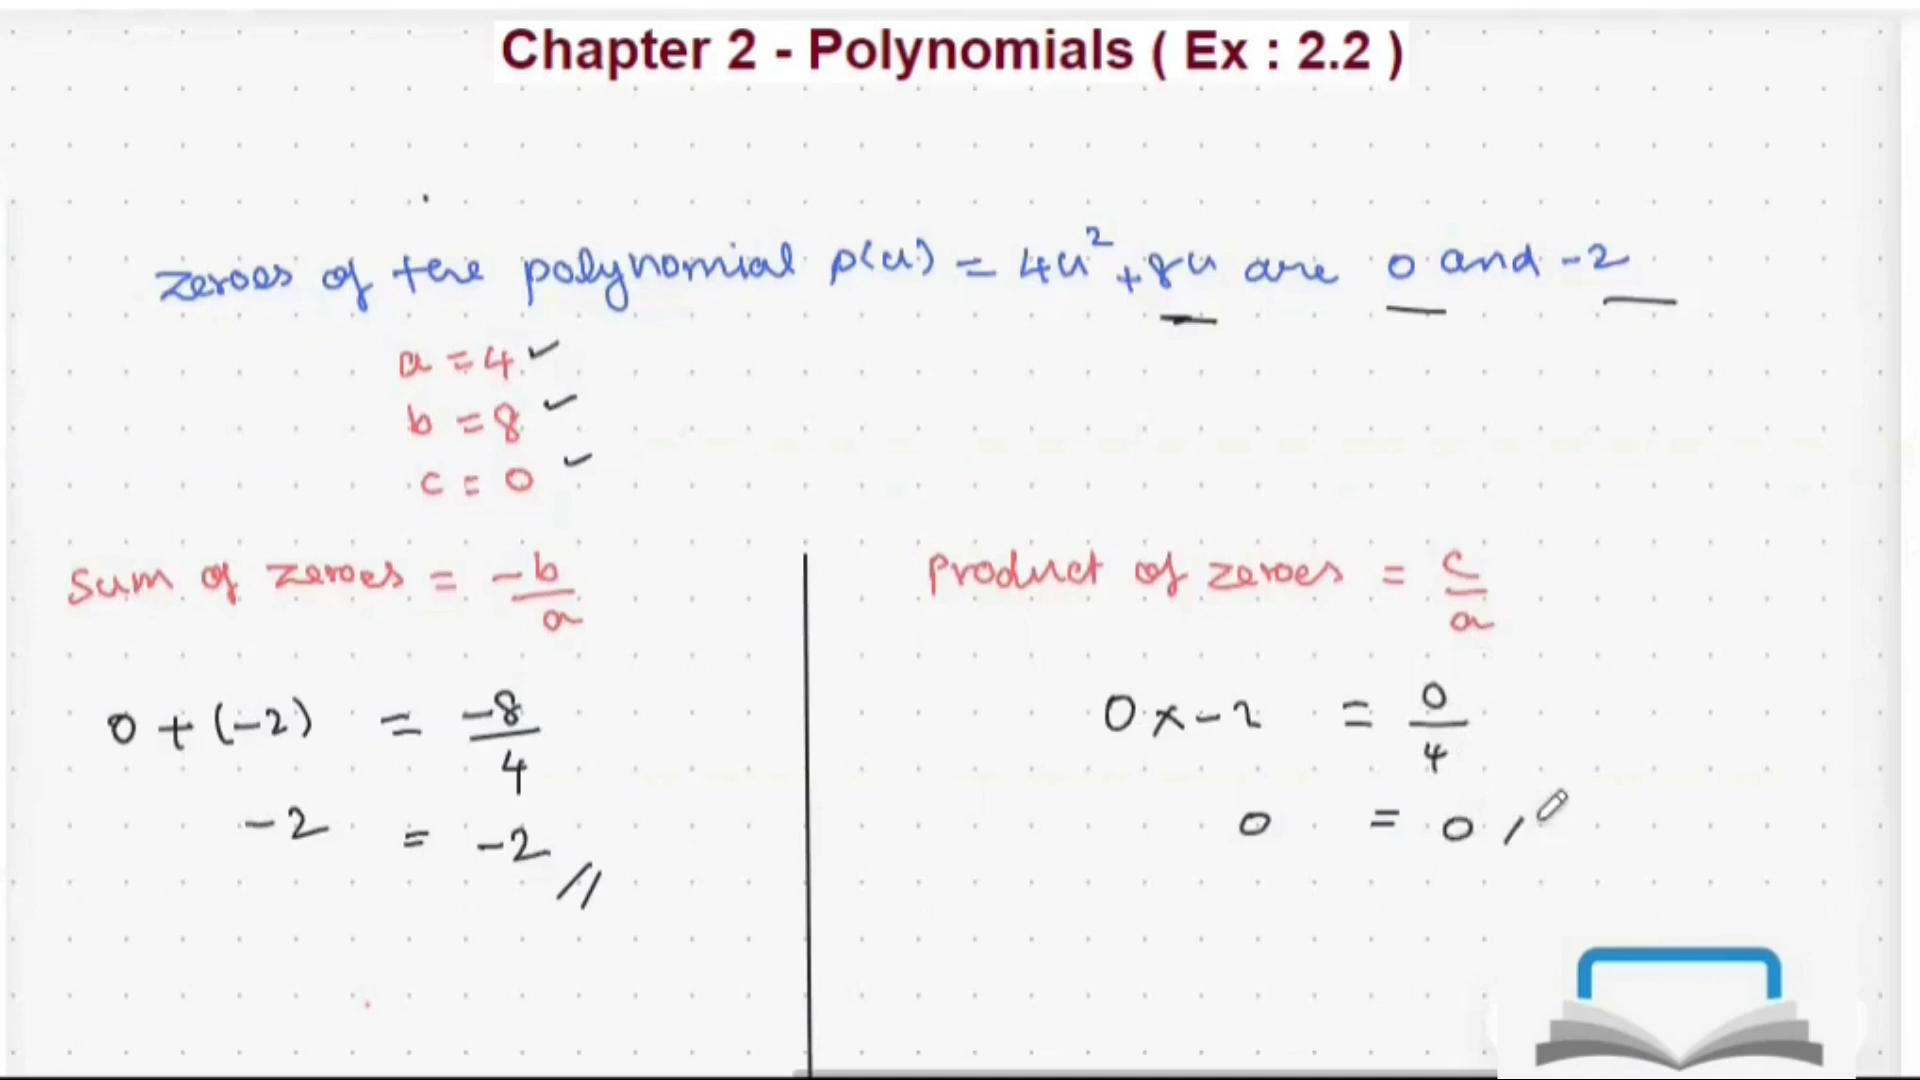 Chapter 2 - Polynomials ( Ex : 2.2 )
zeroes of the polynomial p(u) = 4u² + 8u are 0 and -2
a = 4 ✓
b = 8 ✓
c = 0 ✓
Sum of zeroes = -b/a
0 + (-2) = -8/4
-2 = -2 //
Product of zeroes = c/a
0 x -2 = 0/4
0 = 0 /